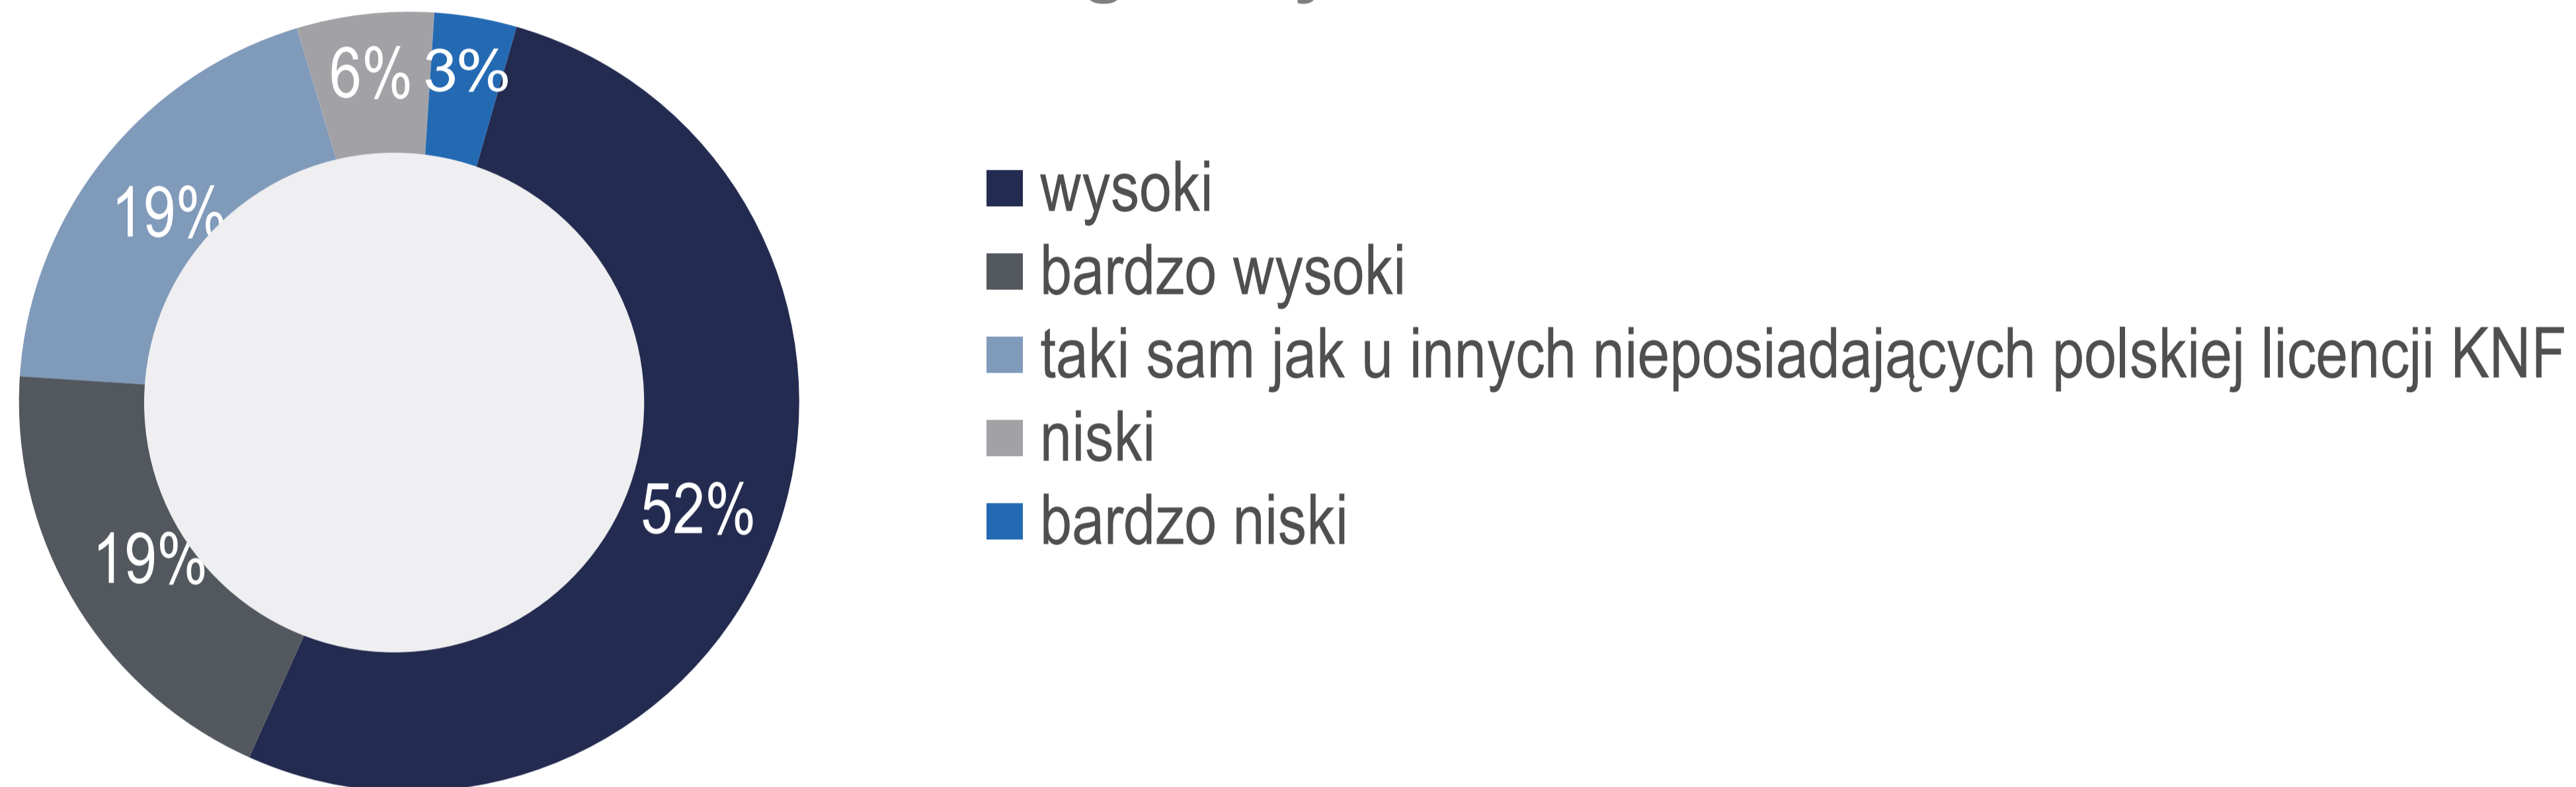 6% 3%
19%
19%
52%
wysoki
bardzo wysoki
taki sam jak u innych nieposiadających polskiej licencji KNF
niski
bardzo niski